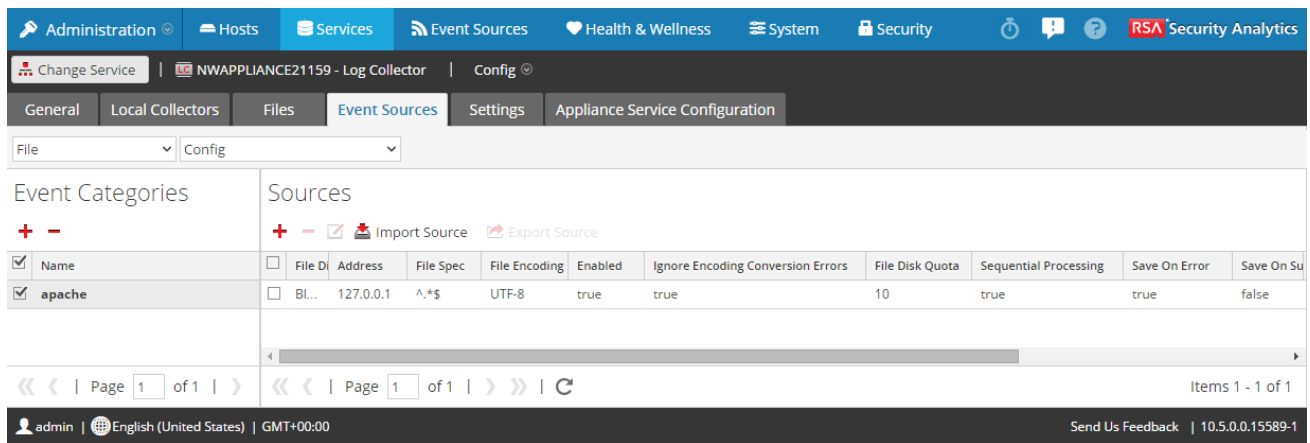 Administration Hosts Services Event Sources Health & Wellness System Security RSA Security Analytics
Change Service | LC NWAPPLIANCE21159 - Log Collector | Config
General Local Collectors Files Event Sources Settings Appliance Service Configuration
File Config
Event Categories Sources
Import Source Export Source
Name File Di Address File Spec File Encoding Enabled Ignore Encoding Conversion Errors File Disk Quota Sequential Processing Save On Error Save On Su
apache Bl... 127.0.0.1 ^.*$ UTF-8 true true 10 true true false
| Page 1 of 1 | | Page 1 of 1 | | Items 1 - 1 of 1
admin | English (United States) | GMT+00:00 Send Us Feedback | 10.5.0.0.15589-1